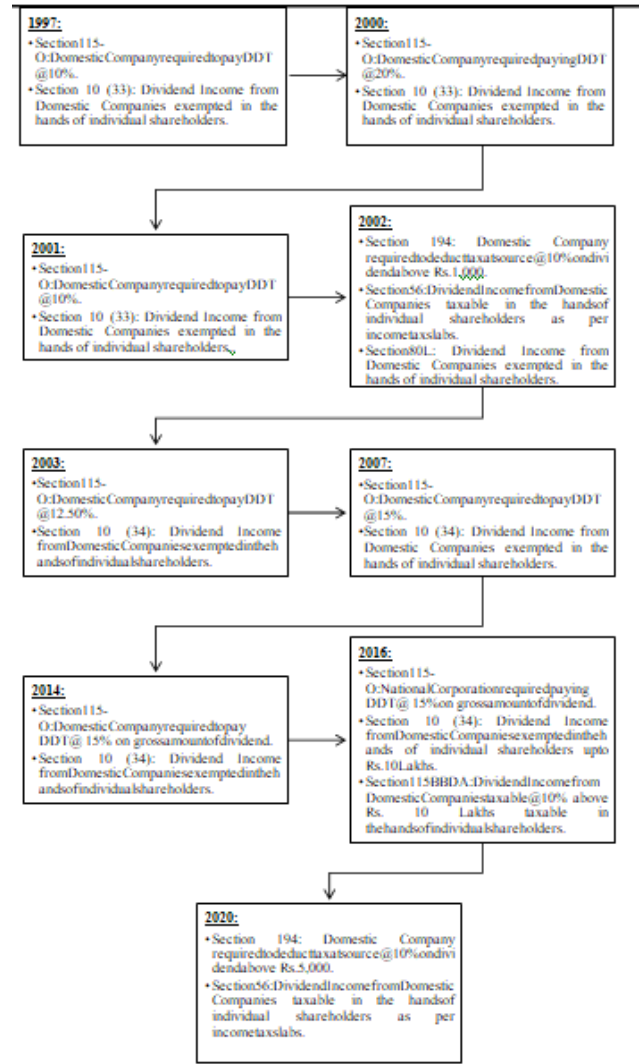 1997:
•Section115-
O:DomesticCompanyrequiredtopayDDT
@10%.
•Section 10 (33): Dividend Income from
Domestic Companies exempted in the
hands of individual shareholders.
2000:
•Section115-
O:DomesticCompanyrequiredpayingDDT
@20%.
•Section 10 (33): Dividend Income from
Domestic Companies exempted in the
hands of individual shareholders.
2001:
•Section115-
O:DomesticCompanyrequiredtopayDDT
@10%.
•Section 10 (33): Dividend Income from
Domestic Companies exempted in the
hands of individual shareholders.
2002:
•Section 194: Domestic Company
requiredtodeducttaxatsource@10%ondivi
dendabove Rs.1,000.
•Section56:DividendIncomefromDomestic
Companies taxable in the handsof
individual shareholders as per
incometaxslabs.
•Section80L: Dividend Income from
Domestic Companies exempted in the
hands of individual shareholders.
2003:
•Section115-
O:DomesticCompanyrequiredtopayDDT
@12.50%.
•Section 10 (34): Dividend Income
fromDomesticCompaniesexemptedinthe
handsofindividualshareholders.
2007:
•Section115-
O:DomesticCompanyrequiredtopayDDT
@15%.
•Section 10 (34): Dividend Income from
Domestic Companies exempted in the
hands of individual shareholders.
2014:
•Section115-
O:DomesticCompanyrequiredtopay
DDT@ 15% on grossamountofdividend.
•Section 10 (34): Dividend Income
fromDomesticCompaniesexemptedinthe
handsofindividualshareholders.
2016:
•Section115-
O:NationalCorporationrequiredpaying
DDT@ 15%on grossamountofdividend.
•Section 10 (34): Dividend Income
fromDomesticCompaniesexemptedintheh
ands of individual shareholders upto
Rs.10Lakhs.
•Section115BBDA:DividendIncomefrom
DomesticCompaniestaxable@10% above
Rs. 10 Lakhs taxable in
thehandsofindividualshareholders.
2020:
•Section 194: Domestic Company
requiredtodeducttaxatsource@10%ondivi
dendabove Rs.5,000.
•Section56:DividendIncomefromDomestic
Companies taxable in the handsof
individual shareholders as per
incometaxslabs.